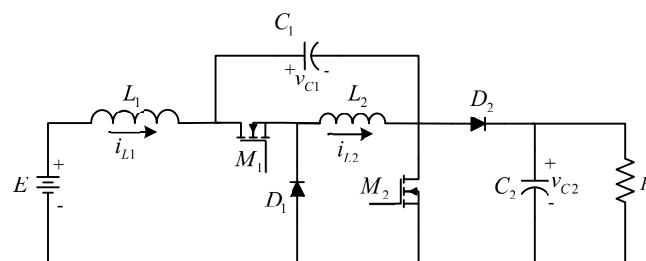 C1
+ vC1 -
L1
L2
D2
iL1
M1
iL2
E
+
-
D1
M2
C2
+
vC2
-
R